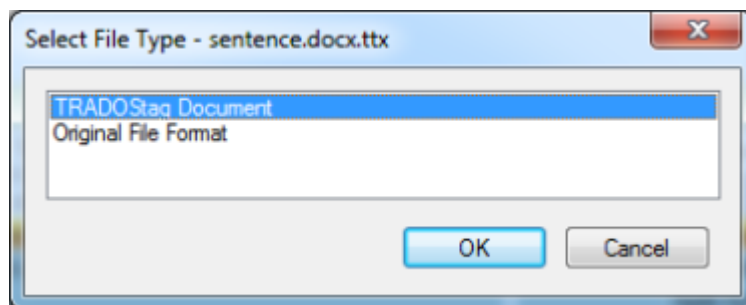 Select File Type - sentence.docx.ttx
TRADOStag Document
Original File Format
OK Cancel